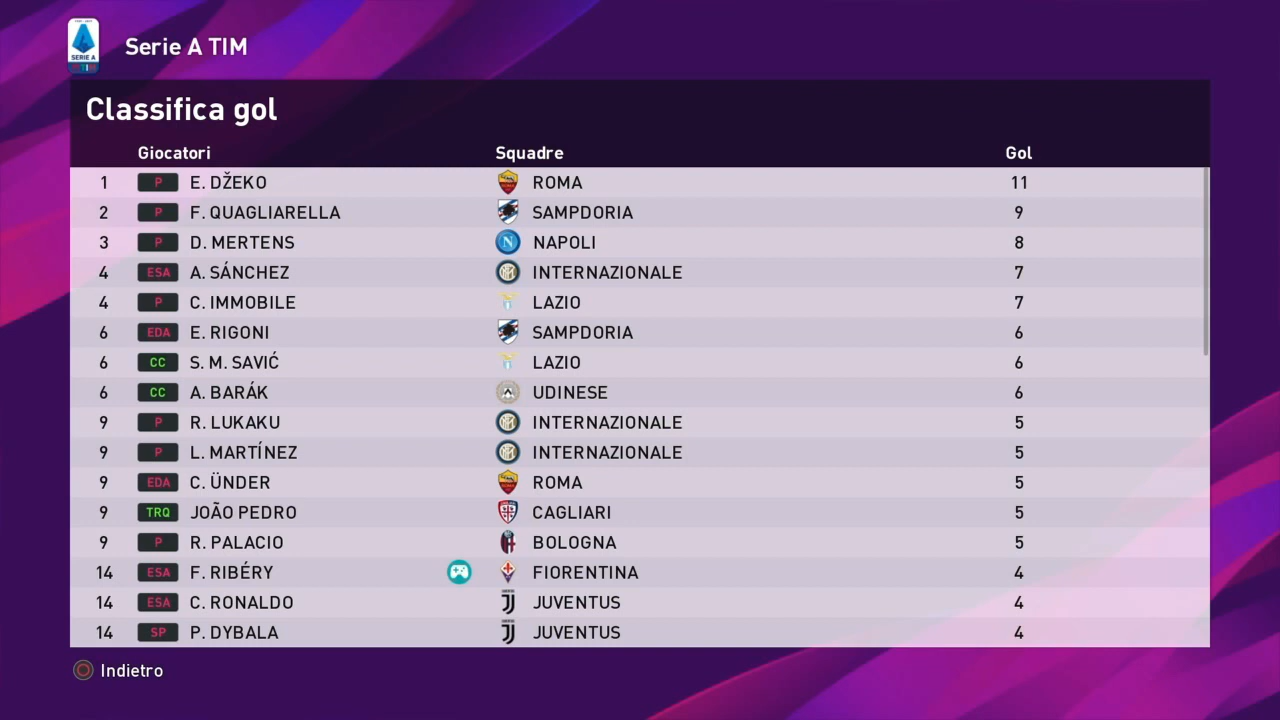 SERIE A
TIM
Serie A TIM
Classifica gol
Giocatori Squadre Gol
1 P E. DŽEKO ROMA 11
2 P F. QUAGLIARELLA SAMPDORIA 9
3 P D. MERTENS N NAPOLI 8
4 ESA A. SÁNCHEZ INTERNAZIONALE 7
4 P C. IMMOBILE LAZIO 7
6 EDA E. RIGONI SAMPDORIA 6
6 CC S. M. SAVIĆ LAZIO 6
6 CC A. BARÁK UDINESE 6
9 P R. LUKAKU INTERNAZIONALE 5
9 P L. MARTÍNEZ INTERNAZIONALE 5
9 EDA C. ÜNDER ROMA 5
9 TRQ JOÃO PEDRO CAGLIARI 5
9 P R. PALACIO BOLOGNA 5
14 ESA F. RIBÉRY FIORENTINA 4
14 ESA C. RONALDO JUVENTUS 4
14 SP P. DYBALA JUVENTUS 4
Indietro